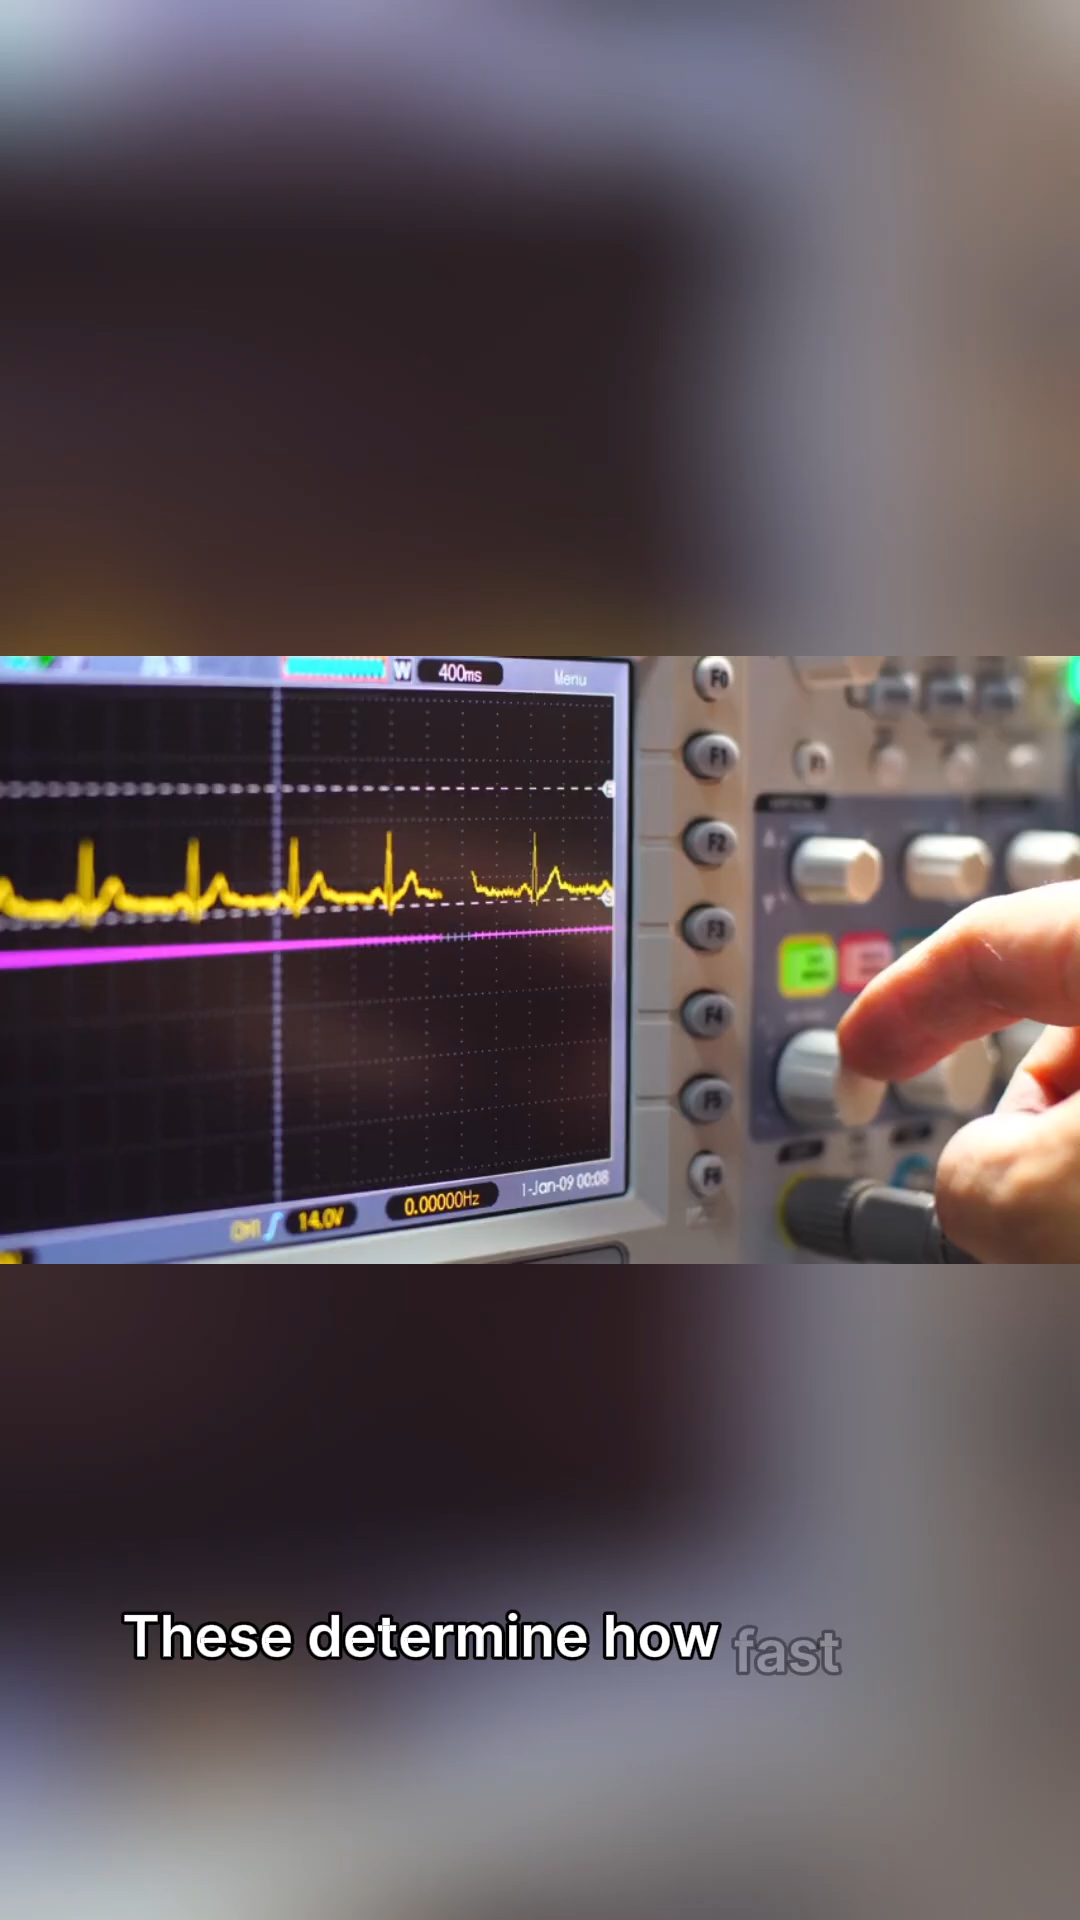 W 400ms Menu
F0
F1
F2
F3
F4
F5
F6
CH1 14.0V 0.00000Hz 1-Jan-09 00:08
These determine how fast